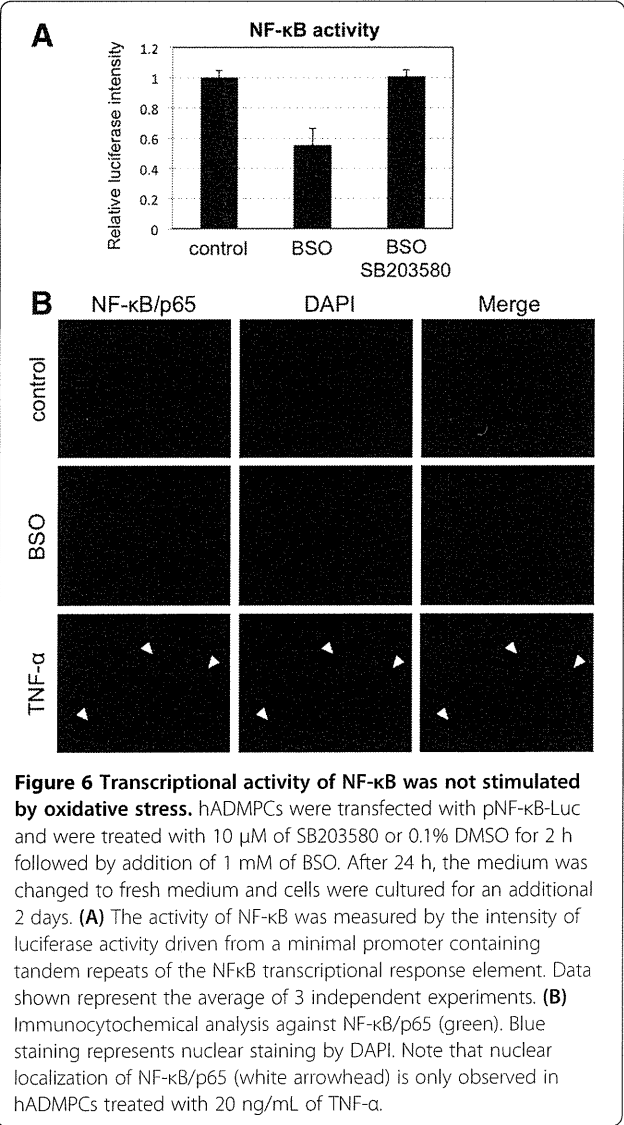 A
NF-κB activity
Relative luciferase intensity
1.2
1
0.8
0.6
0.4
0.2
0
control
BSO
BSO
SB203580
B
NF-κB/p65
DAPI
Merge
control
BSO
TNF-α
Figure 6 Transcriptional activity of NF-κB was not stimulated
by oxidative stress. hADMPCs were transfected with pNF-κB-Luc
and were treated with 10 μM of SB203580 or 0.1% DMSO for 2 h
followed by addition of 1 mM of BSO. After 24 h, the medium was
changed to fresh medium and cells were cultured for an additional
2 days. (A) The activity of NF-κB was measured by the intensity of
luciferase activity driven from a minimal promoter containing
tandem repeats of the NFκB transcriptional response element. Data
shown represent the average of 3 independent experiments. (B)
Immunocytochemical analysis against NF-κB/p65 (green). Blue
staining represents nuclear staining by DAPI. Note that nuclear
localization of NF-κB/p65 (white arrowhead) is only observed in
hADMPCs treated with 20 ng/mL of TNF-α.